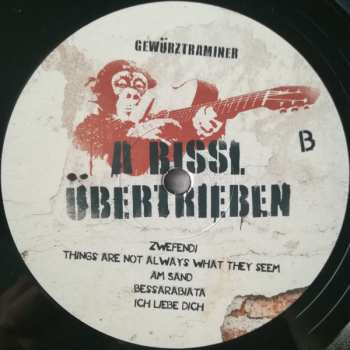 GEWÜRZTRAMINER
A BISSL
ÜBERTRIEBEN
B
ZWEFENDI
THINGS ARE NOT ALWAYS WHAT THEY SEEM
AM SAND
BESSARABIATA
ICH LIEBE DICH